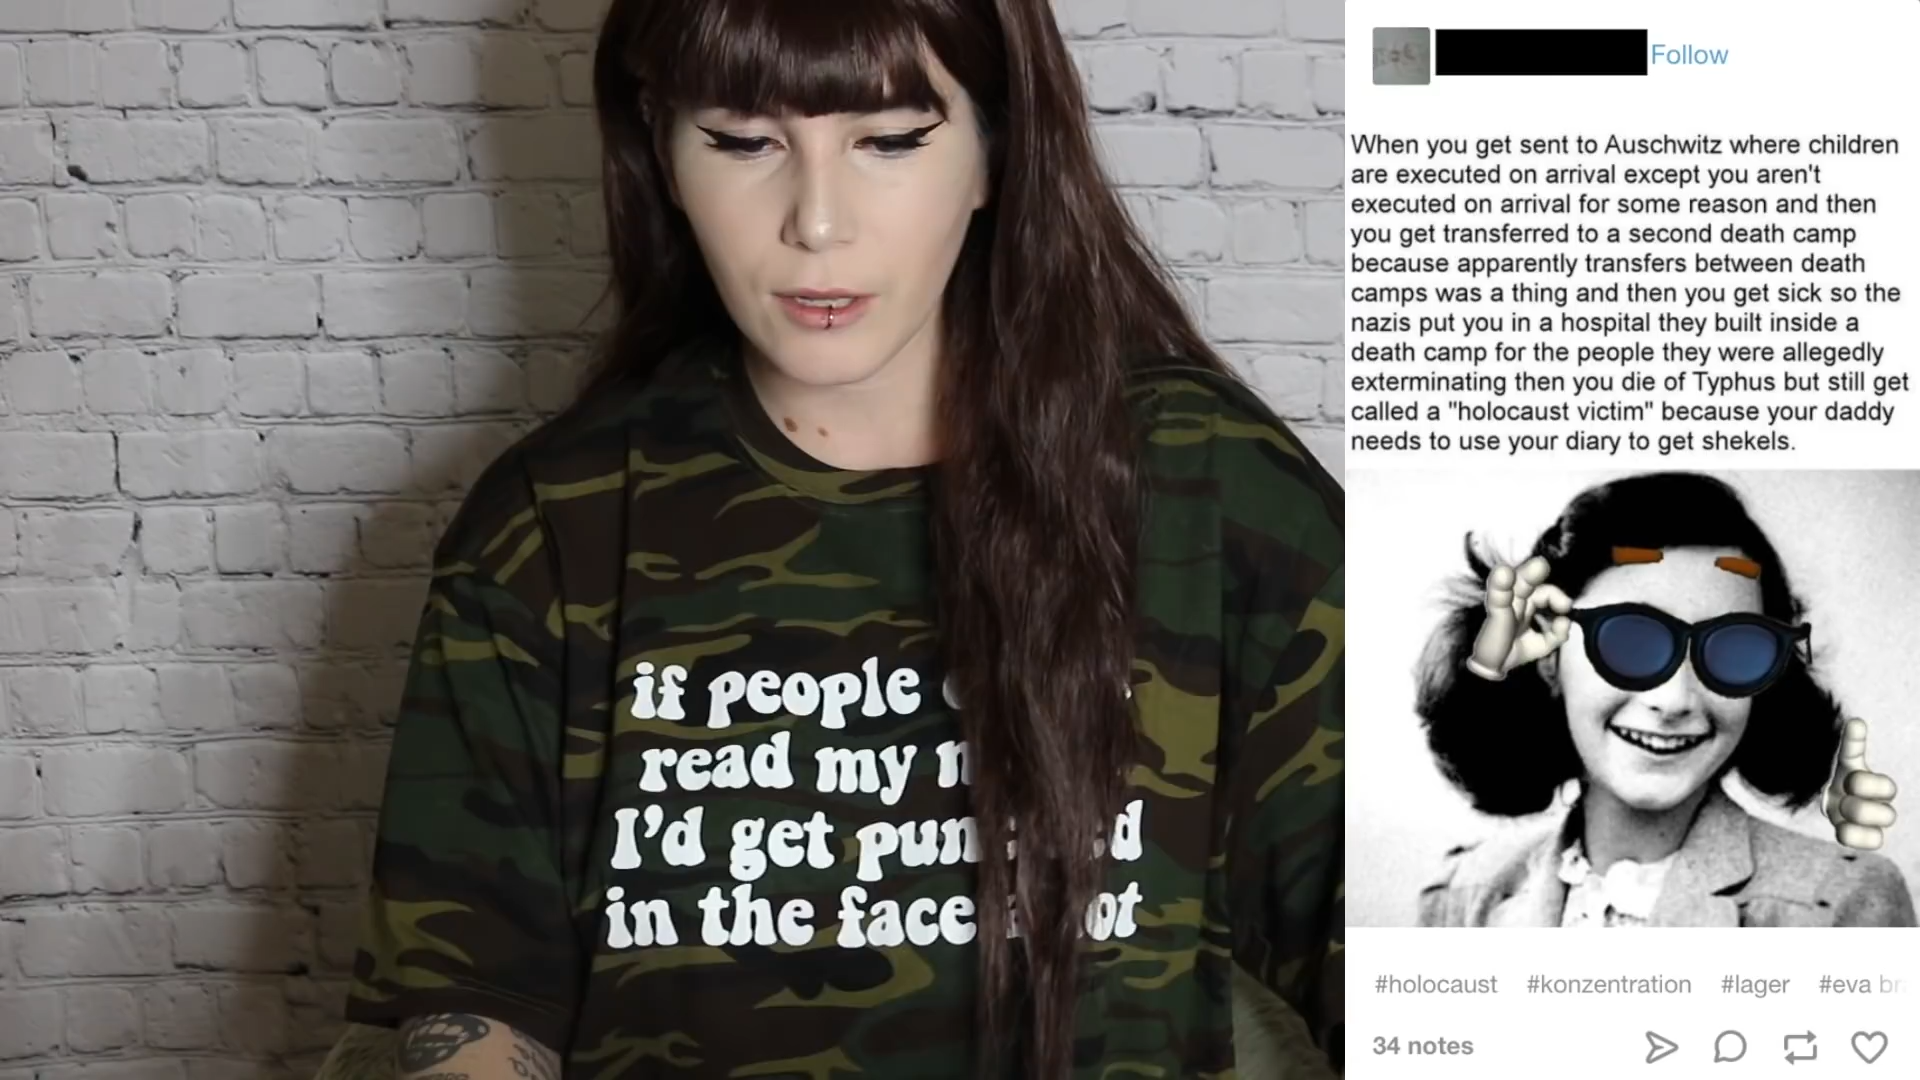 if people
read my
I'd get
in the face
Follow
When you get sent to Auschwitz where children
are executed on arrival except you aren't
executed on arrival for some reason and then
you get transferred to a second death camp
because apparently transfers between death
camps was a thing and then you get sick so the
nazis put you in a hospital they built inside a
death camp for the people they were allegedly
exterminating then you die of Typhus but still get
called a "holocaust victim" because your daddy
needs to use your diary to get shekels.
#holocaust #konzentration #lager #eva
34 notes